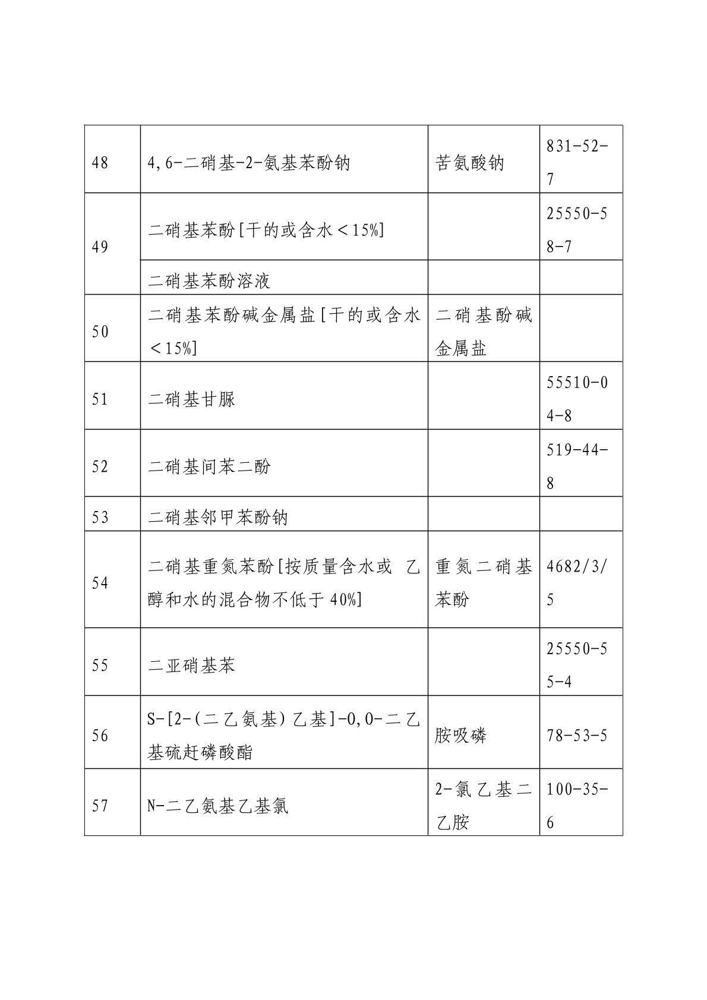 48 4,6-二硝基-2-氨基苯酚钠 苦氨酸钠 831-52-
7
49 二硝基苯酚[干的或含水<15%] 25550-5
8-7
二硝基苯酚溶液
50 二硝基苯酚碱金属盐[干的或含水 二硝基酚碱
<15%] 金属盐
51 二硝基甘脲 55510-0
4-8
52 二硝基间苯二酚 519-44-
8
53 二硝基邻甲苯酚钠
54 二硝基重氮苯酚[按质量含水或 乙 重氮二硝基 4682/3/
醇和水的混合物不低于40%] 苯酚 5
55 二亚硝基苯 25550-5
5-4
56 S-[2-(二乙氨基)乙基]-O,O-二乙 胺吸磷 78-53-5
基硫赶磷酸酯
57 N-二乙氨基乙基氯 2-氯乙基二 100-35-
乙胺 6